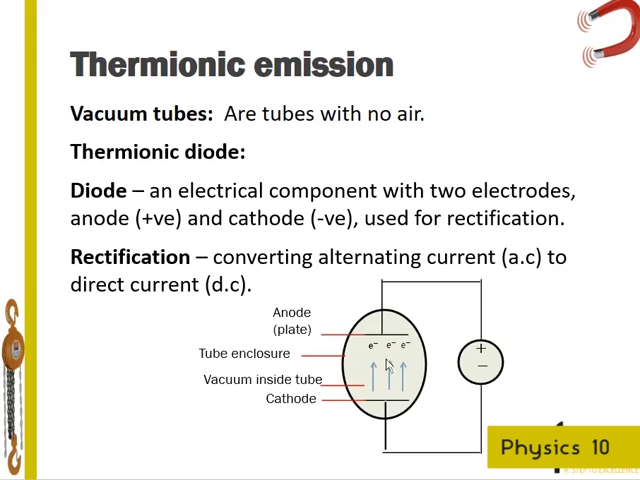 Thermionic emission
Vacuum tubes:  Are tubes with no air.
Thermionic diode:
Diode – an electrical component with two electrodes,
anode (+ve) and cathode (-ve), used for rectification.
Rectification – converting alternating current (a.c) to
direct current (d.c).
Anode
(plate)
e⁻ e⁻ e⁻
Tube enclosure
Vacuum inside tube
Cathode
+
−
Physics 10